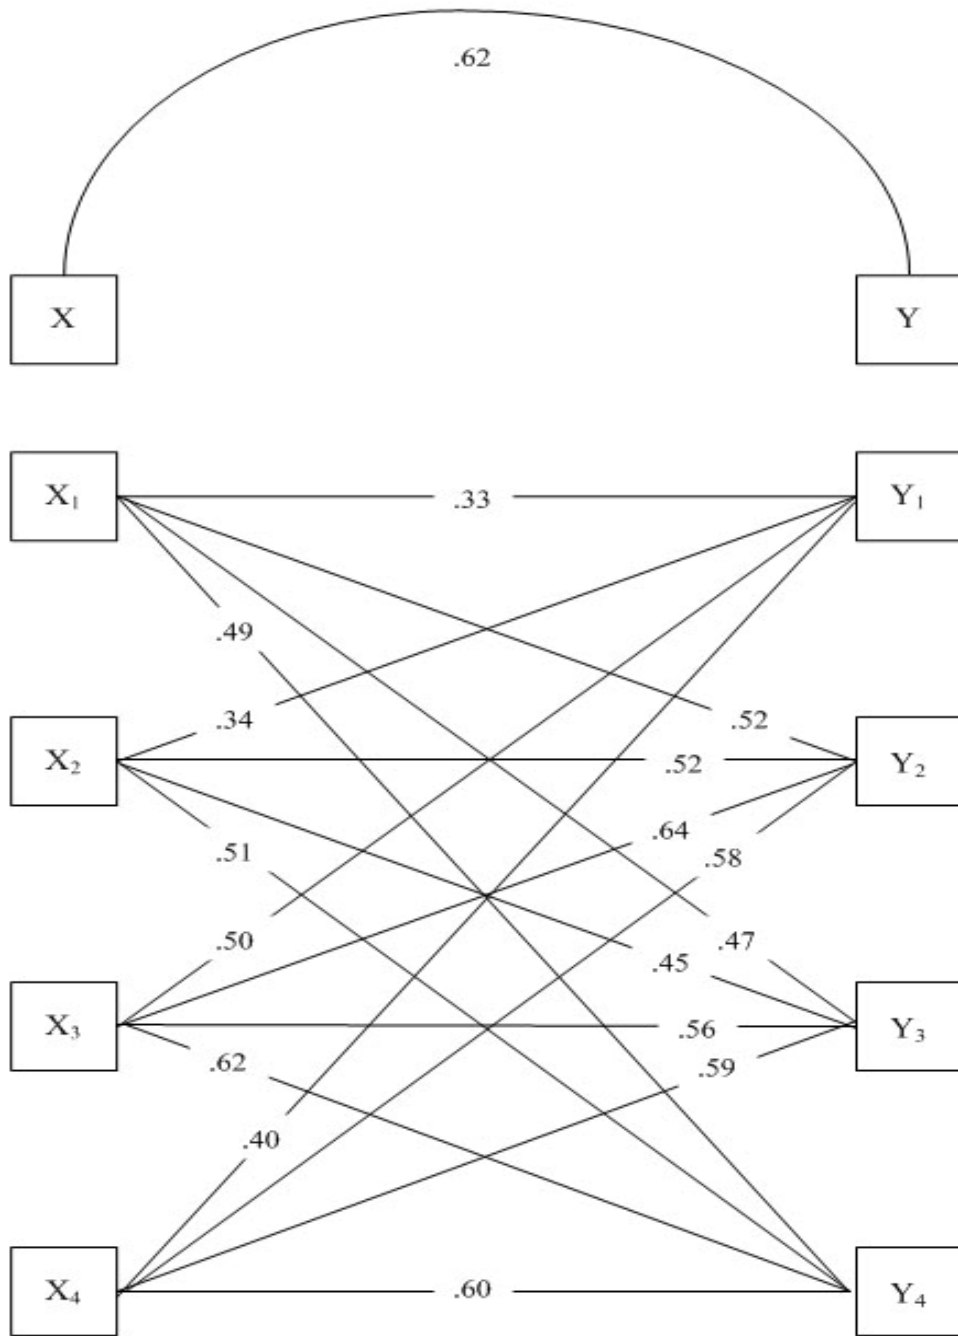 .62
X
Y
X₁
.33
Y₁
.49
.34
.52
X₂
.52
Y₂
.64
.51
.58
.50
.47
.45
X₃
.56
Y₃
.62
.59
.40
X₄
.60
Y₄